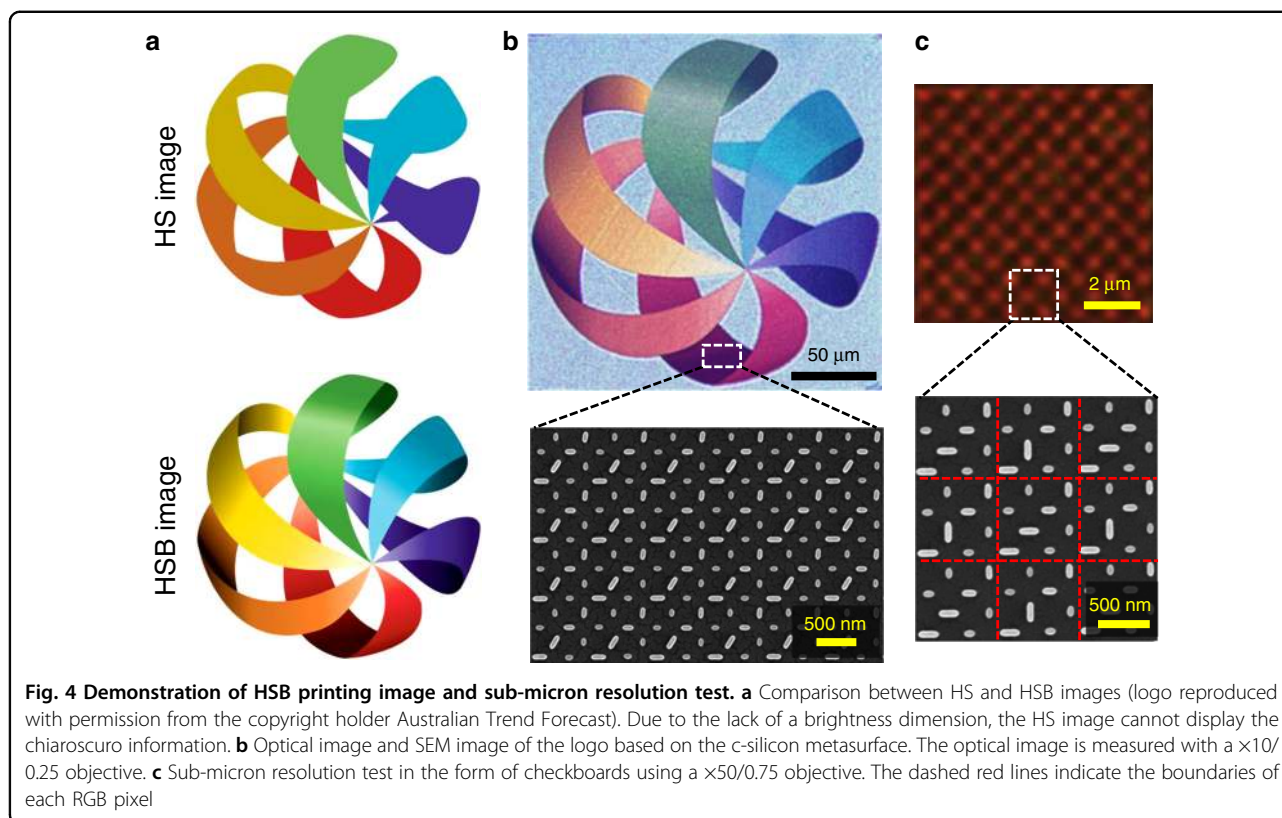 a
b
c
HS image
HSB image
50 μm
2 μm
500 nm
500 nm
Fig. 4 Demonstration of HSB printing image and sub-micron resolution test. a Comparison between HS and HSB images (logo reproduced
with permission from the copyright holder Australian Trend Forecast). Due to the lack of a brightness dimension, the HS image cannot display the
chiaroscuro information. b Optical image and SEM image of the logo based on the c-silicon metasurface. The optical image is measured with a ×10/
0.25 objective. c Sub-micron resolution test in the form of checkboards using a ×50/0.75 objective. The dashed red lines indicate the boundaries of
each RGB pixel